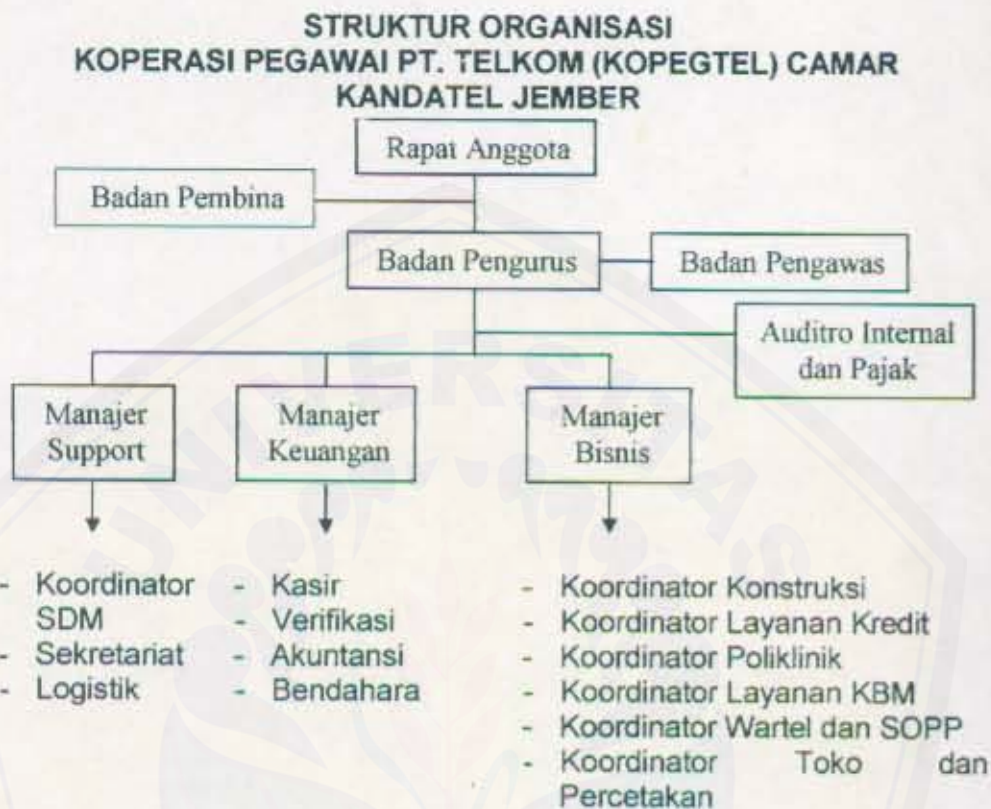 STRUKTUR ORGANISASI
KOPERASI PEGAWAI PT. TELKOM (KOPEGTEL) CAMAR
KANDATEL JEMBER
Rapat Anggota
Badan Pembina
Badan Pengurus
Badan Pengawas
Auditro Internal
dan Pajak
Manajer
Support
Manajer
Keuangan
Manajer
Bisnis
- Koordinator
SDM
- Sekretariat
- Logistik
- Kasir
- Verifikasi
- Akuntansi
- Bendahara
- Koordinator Konstruksi
- Koordinator Layanan Kredit
- Koordinator Poliklinik
- Koordinator Layanan KBM
- Koordinator Wartel dan SOPP
- Koordinator Toko dan
Percetakan
UNIVERSITAS